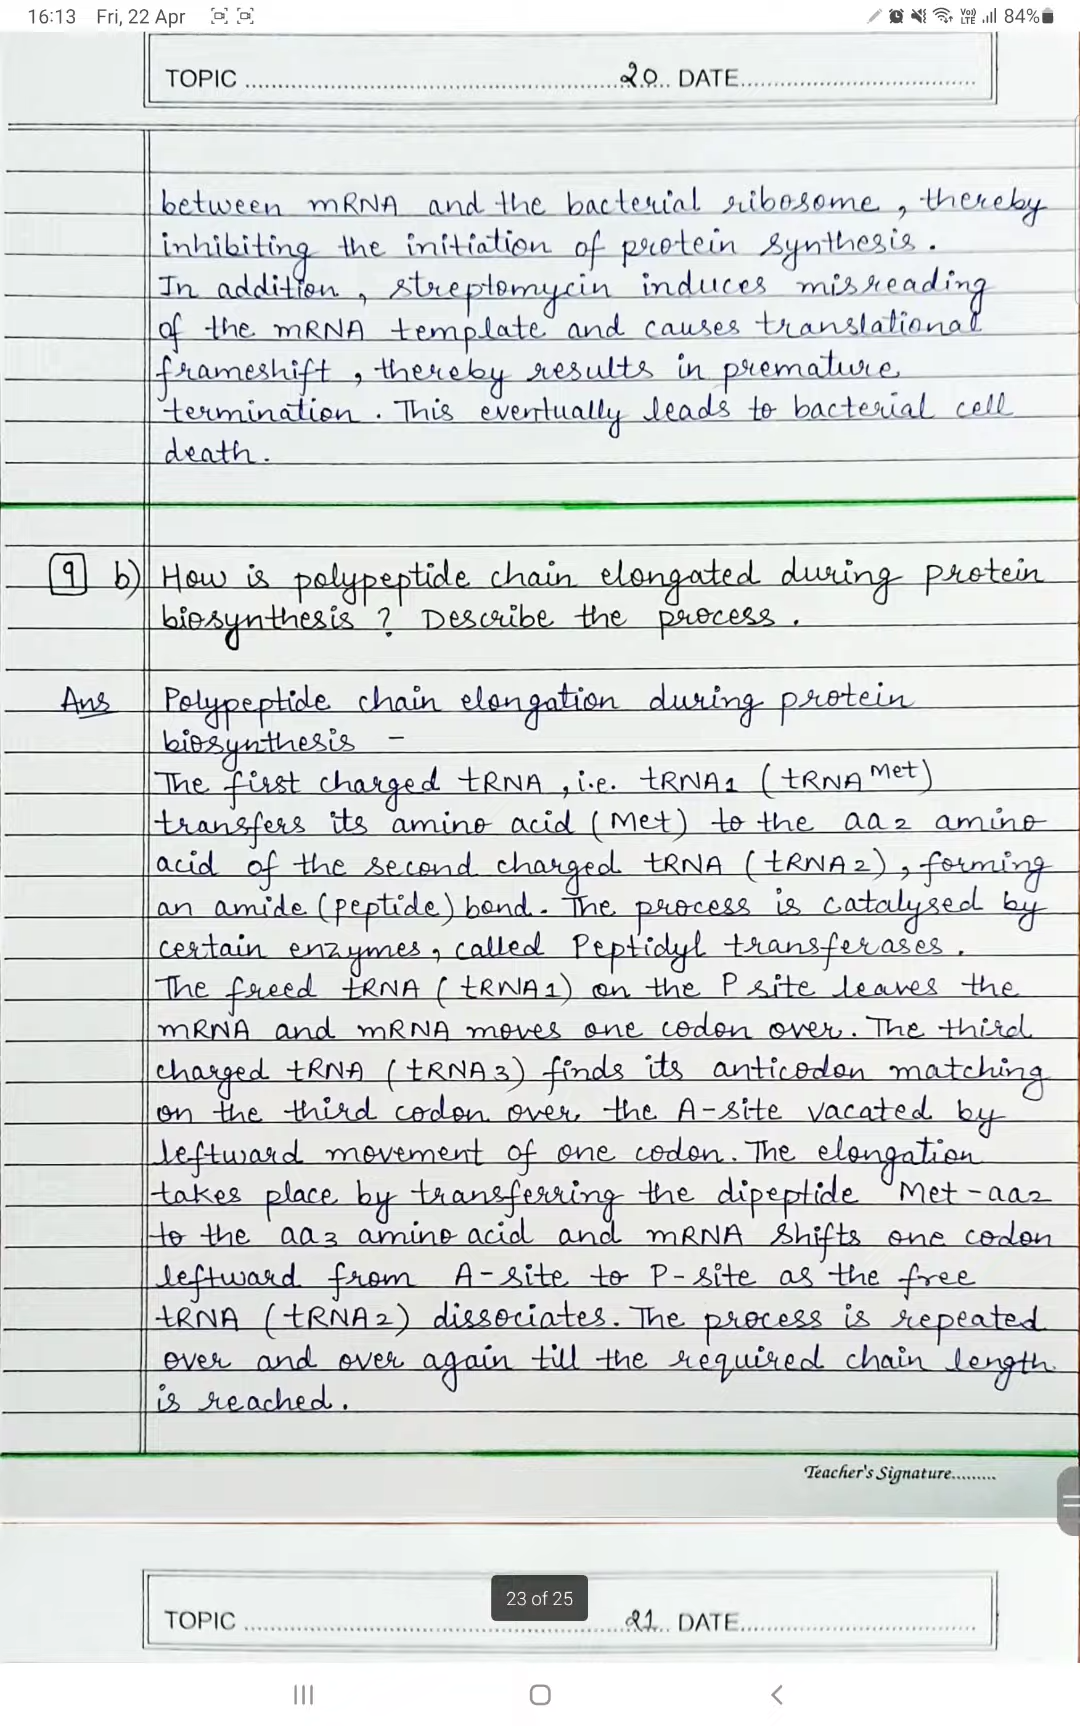 16:13 Fri, 22 Apr 84%
TOPIC 20 DATE
between mRNA and the bacterial ribosome, thereby
inhibiting the initiation of protein synthesis.
In addition, streptomycin induces misreading
of the mRNA template and causes translational
frameshift, thereby results in premature
termination. This eventually leads to bacterial cell
death.
9 b) How is polypeptide chain elongated during protein
biosynthesis? Describe the process.
Ans Polypeptide chain elongation during protein
biosynthesis -
The first charged tRNA, i.e. tRNA1 (tRNA Met)
transfers its amino acid (Met) to the aa2 amino
acid of the second charged tRNA (tRNA2), forming
an amide (peptide) bond. The process is catalysed by
certain enzymes, called Peptidyl transferases.
The freed tRNA (tRNA1) on the P site leaves the
mRNA and mRNA moves one codon over. The third
charged tRNA (tRNA3) finds its anticodon matching
on the third codon over the A-site vacated by
leftward movement of one codon. The elongation
takes place by transferring the dipeptide Met-aa2
to the aa3 amino acid and mRNA shifts one codon
leftward from A-site to P-site as the free
tRNA (tRNA2) dissociates. The process is repeated
over and over again till the required chain length
is reached.
Teacher's Signature.........
23 of 25
TOPIC 21 DATE